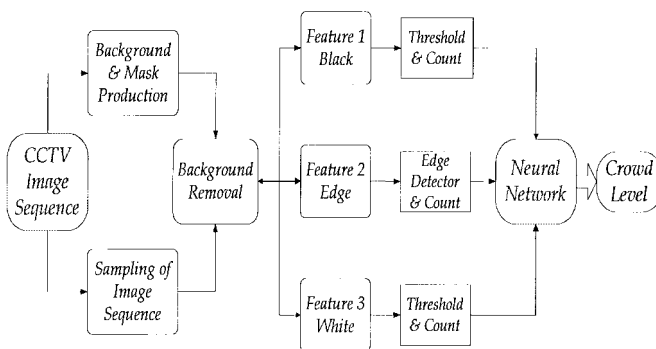 Background
& Mask
Production
Feature 1
Black
Threshold
& Count
CCTV
Image
Sequence
Background
Removal
Feature 2
Edge
Edge
Detector
& Count
Neural
Network
Crowd
Level
Sampling of
Image
Sequence
Feature 3
White
Threshold
& Count